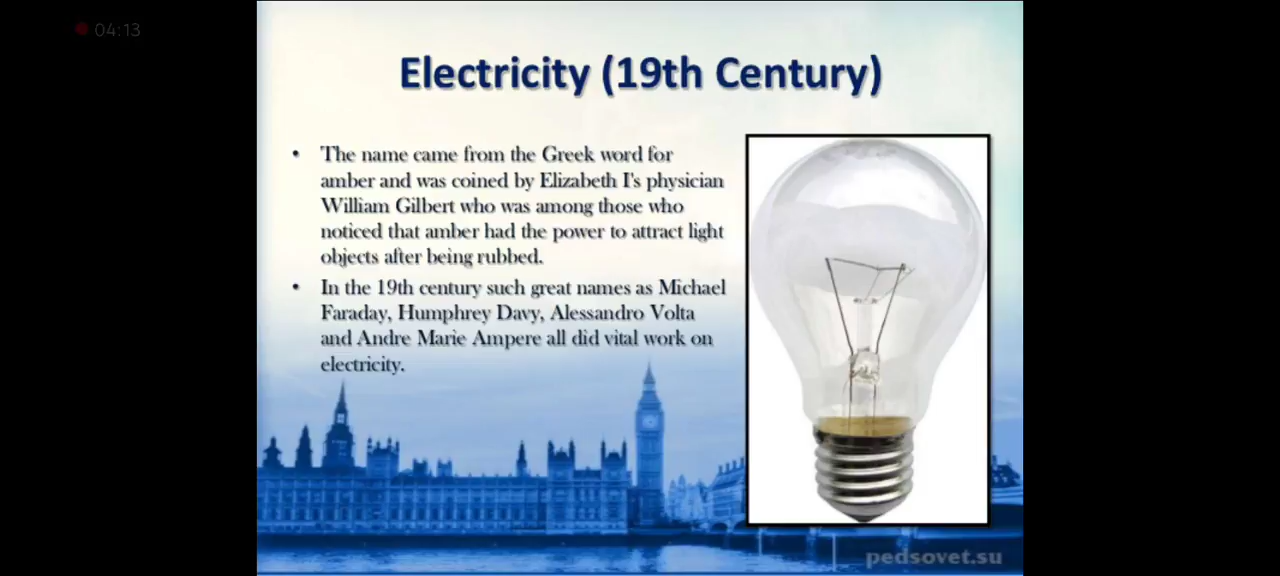 04:13
Electricity (19th Century)
• The name came from the Greek word for
amber and was coined by Elizabeth I's physician
William Gilbert who was among those who
noticed that amber had the power to attract light
objects after being rubbed.
• In the 19th century such great names as Michael
Faraday, Humphrey Davy, Alessandro Volta
and Andre Marie Ampere all did vital work on
electricity.
pedsovet.su